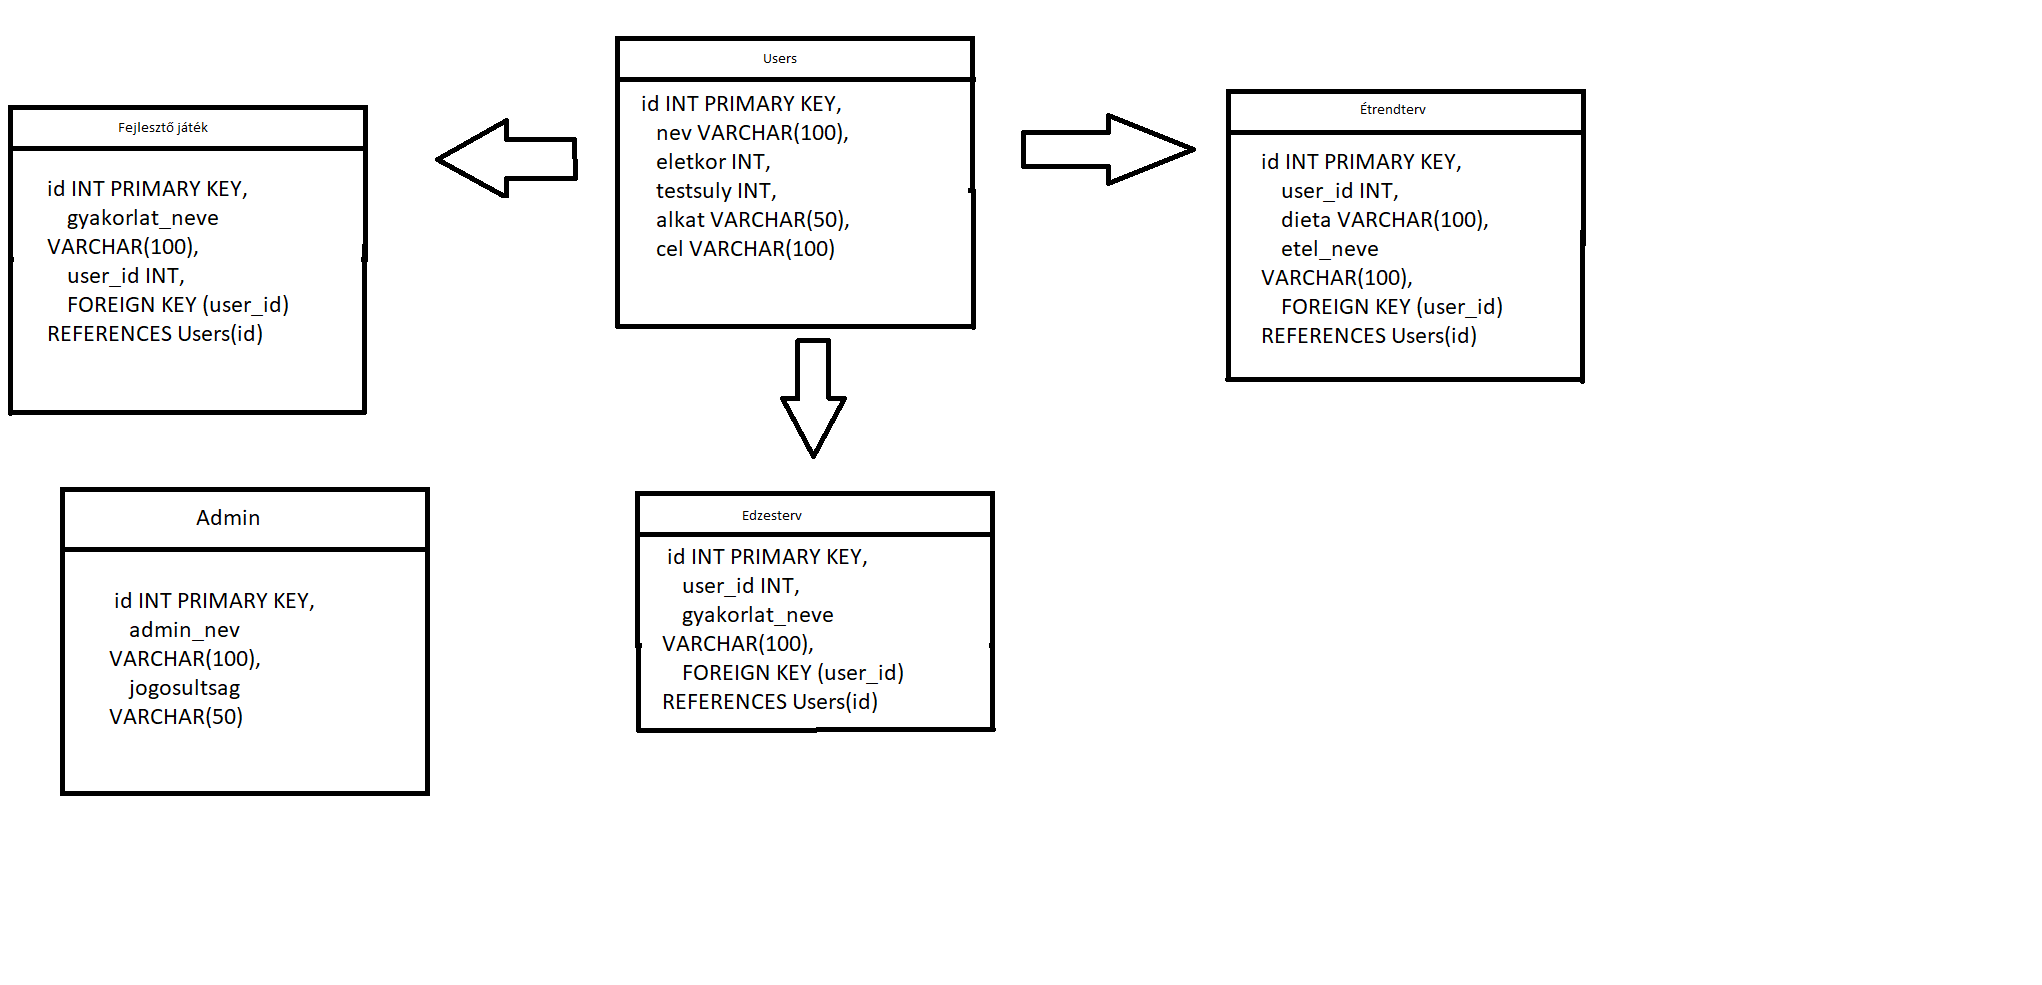 Users
id INT PRIMARY KEY,
nev VARCHAR(100),
eletkor INT,
testsuly INT,
alkat VARCHAR(50),
cel VARCHAR(100)
Fejlesztő játék
id INT PRIMARY KEY,
gyakorlat_neve
VARCHAR(100),
user_id INT,
FOREIGN KEY (user_id)
REFERENCES Users(id)
Étrendterv
id INT PRIMARY KEY,
user_id INT,
dieta VARCHAR(100),
etel_neve
VARCHAR(100),
FOREIGN KEY (user_id)
REFERENCES Users(id)
Admin
id INT PRIMARY KEY,
admin_nev
VARCHAR(100),
jogosultsag
VARCHAR(50)
Edzesterv
id INT PRIMARY KEY,
user_id INT,
gyakorlat_neve
VARCHAR(100),
FOREIGN KEY (user_id)
REFERENCES Users(id)